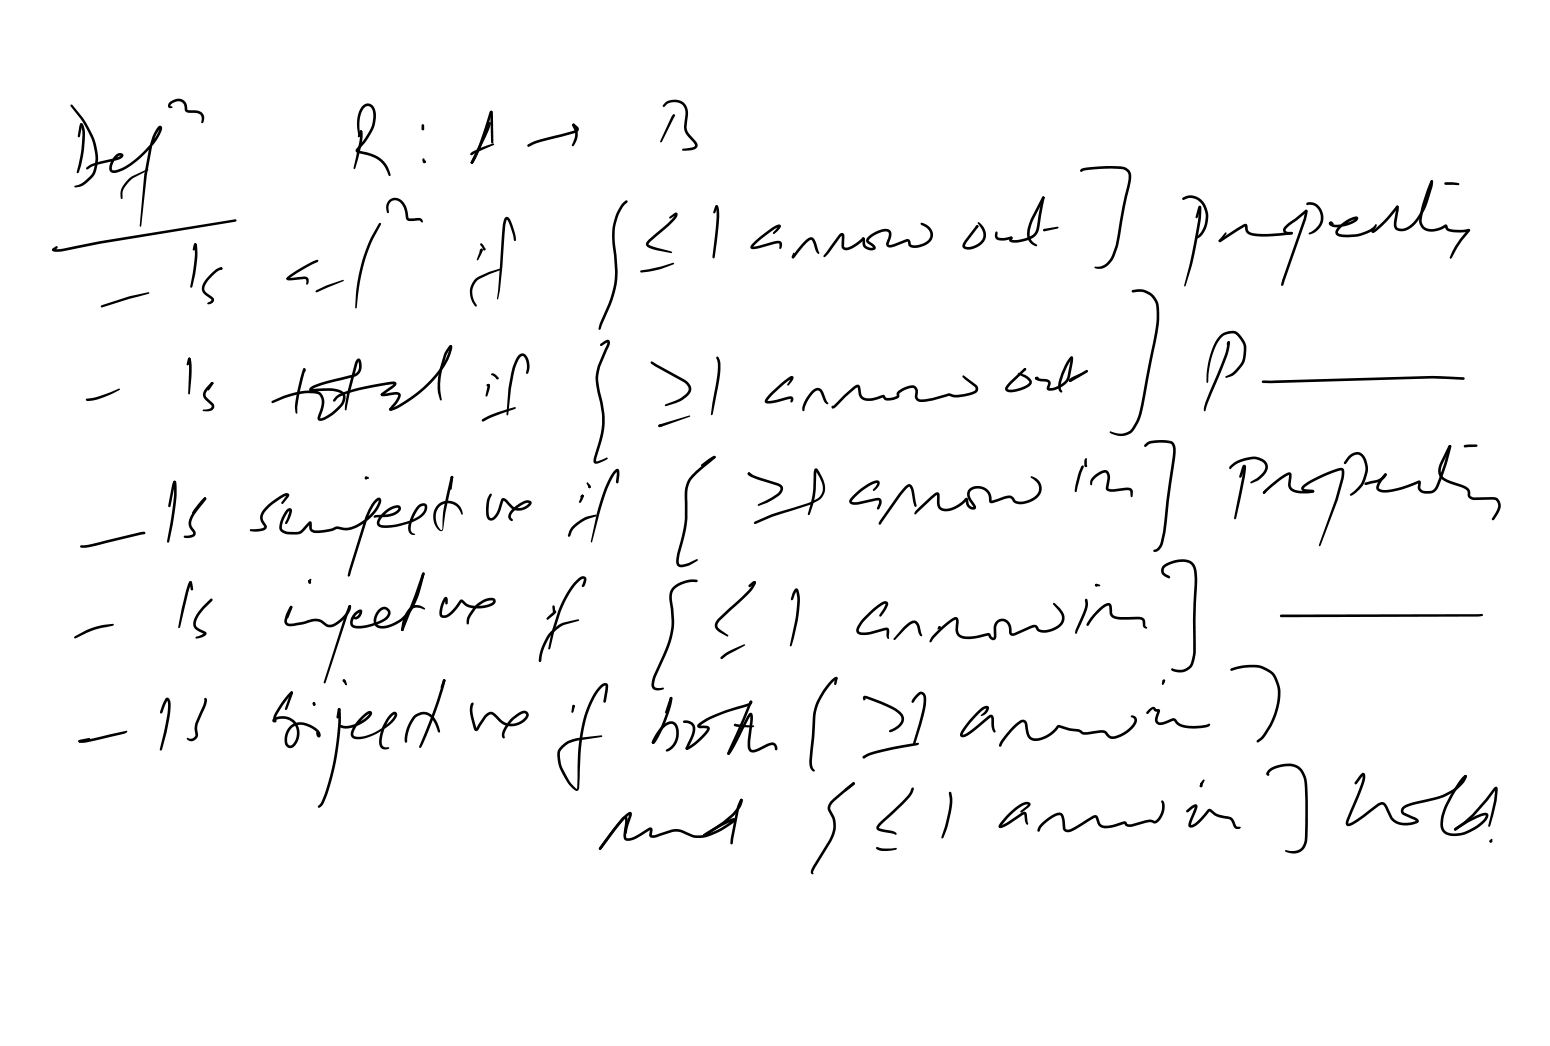 Defⁿ R : A → B
— Is a fⁿ if [≤ 1 arrow out] property
— Is total if [≥ 1 arrow out] P———
— Is surjective if [≥ 1 arrow in] property
— Is injective if [≤ 1 arrow in] ———
— Is bijective if both [≥ 1 arrow in]
and [≤ 1 arrow in] hold.